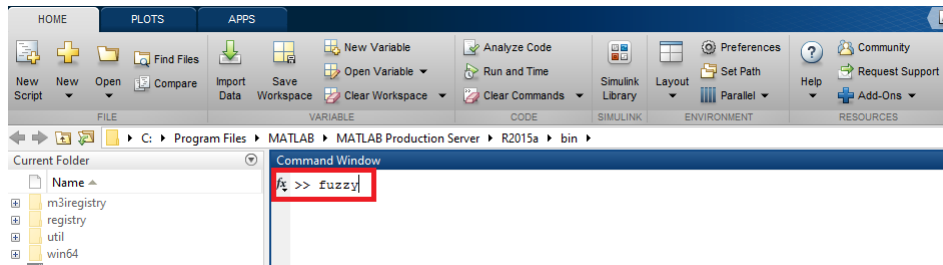 HOME PLOTS APPS
New Script New Open Find Files Compare Import Data Save Workspace New Variable Open Variable Clear Workspace Analyze Code Run and Time Clear Commands Simulink Library Layout Preferences Set Path Parallel Help Community Request Support Add-Ons
FILE VARIABLE CODE SIMULINK ENVIRONMENT RESOURCES
C: Program Files MATLAB MATLAB Production Server R2015a bin
Current Folder Command Window
Name fx >> fuzzy
m3iregistry
registry
util
win64